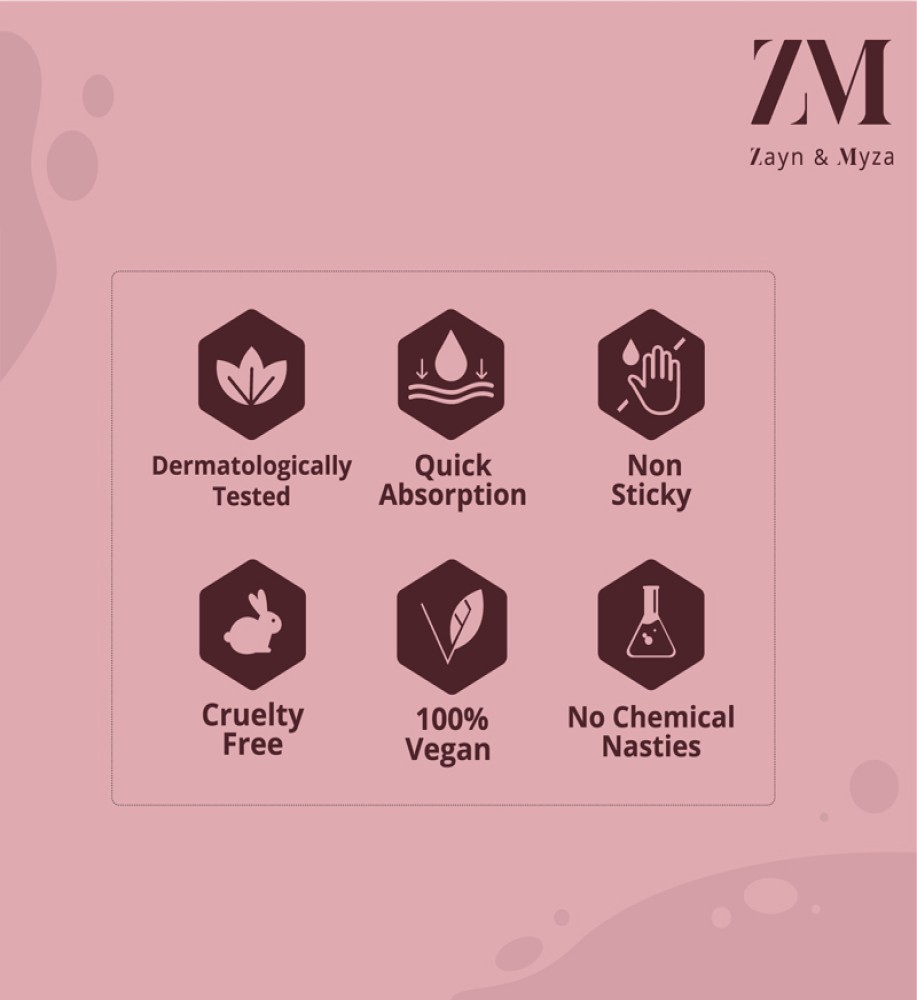 ZM
Zayn & Myza
Dermatologically
Tested
Quick
Absorption
Non
Sticky
Cruelty
Free
100%
Vegan
No Chemical
Nasties